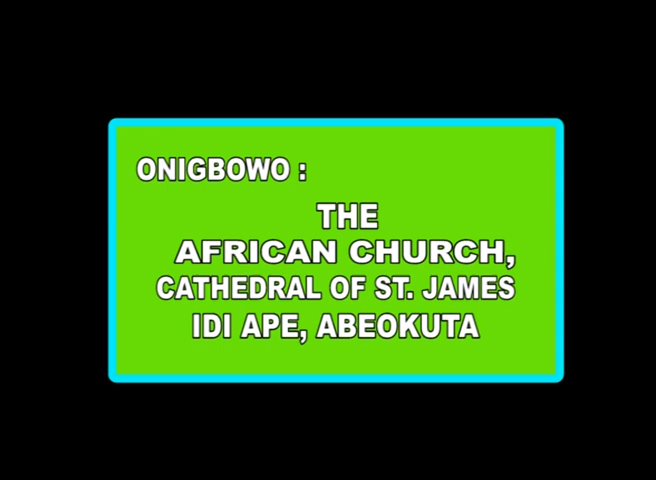 ONIGBOWO :
THE
AFRICAN CHURCH,
CATHEDRAL OF ST. JAMES
IDI APE, ABEOKUTA